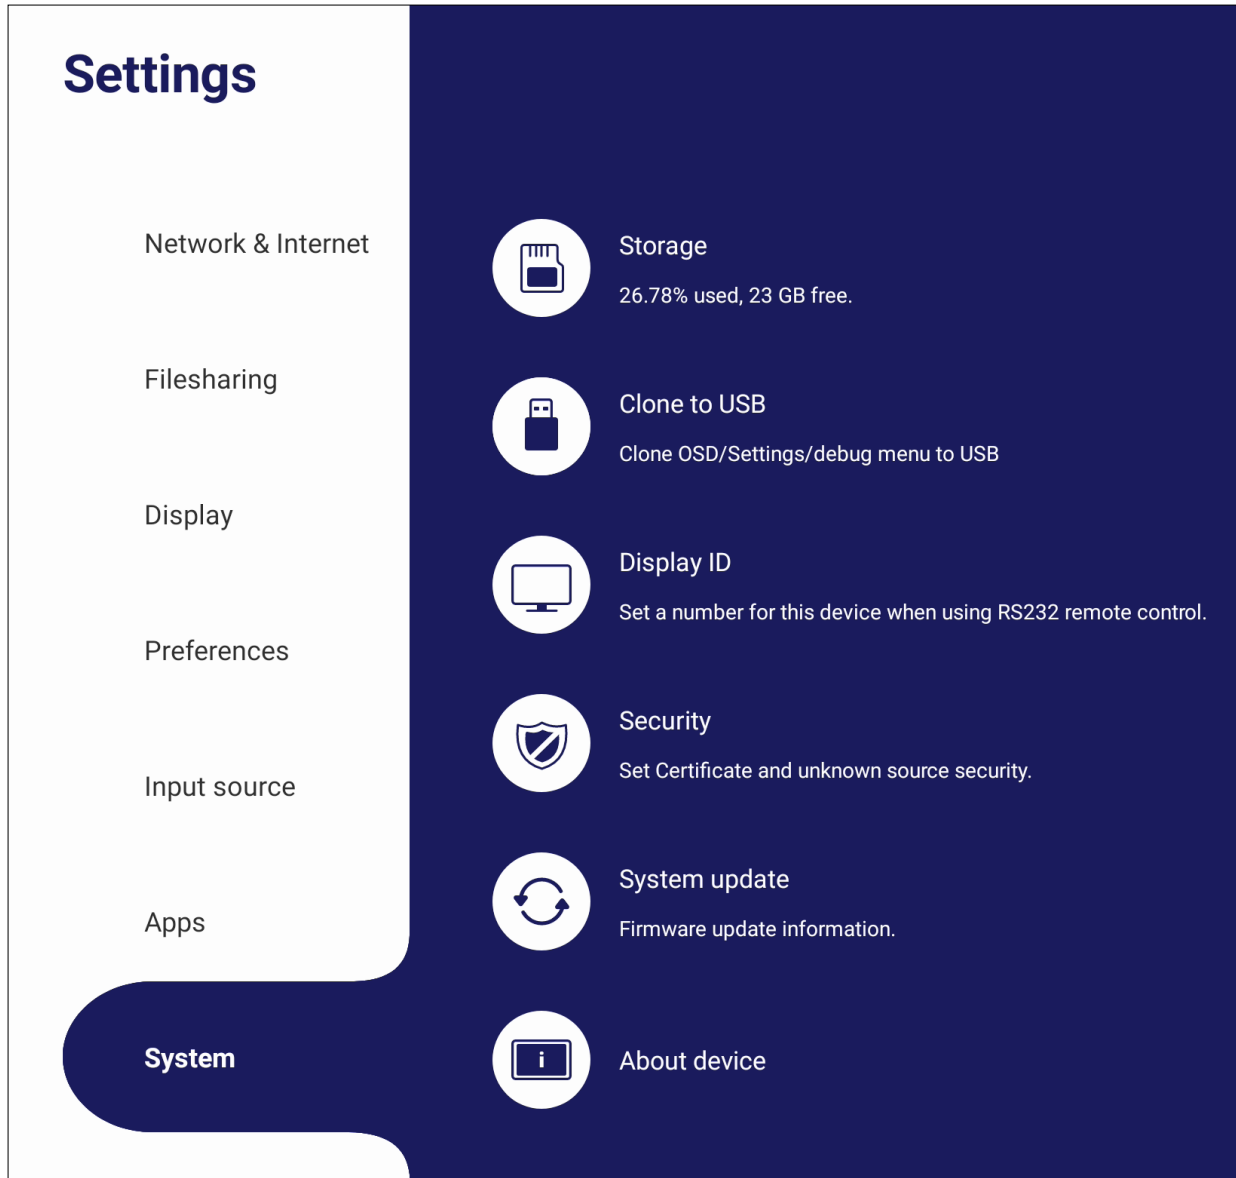 Settings
Network & Internet
Filesharing
Display
Preferences
Input source
Apps
System
Storage
26.78% used, 23 GB free.
Clone to USB
Clone OSD/Settings/debug menu to USB
Display ID
Set a number for this device when using RS232 remote control.
Security
Set Certificate and unknown source security.
System update
Firmware update information.
About device